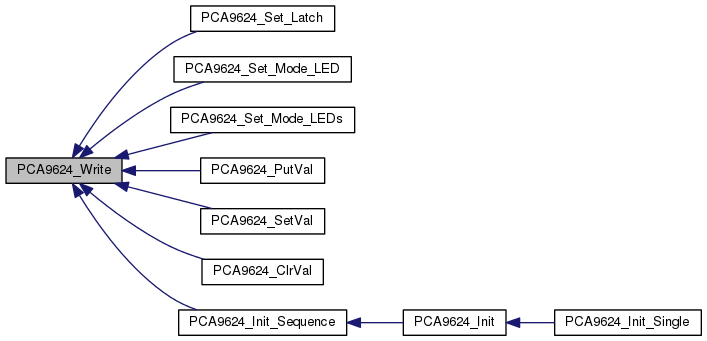 PCA9624_Set_Latch
PCA9624_Set_Mode_LED
PCA9624_Set_Mode_LEDs
PCA9624_Write
PCA9624_PutVal
PCA9624_SetVal
PCA9624_ClrVal
PCA9624_Init_Sequence
PCA9624_Init
PCA9624_Init_Single